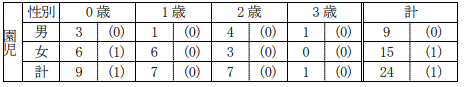 園児 性別 0歳 1歳 2歳 3歳 計
男 3 (0) 1 (0) 4 (0) 1 (0) 9 (0)
女 6 (1) 6 (0) 3 (0) 0 (0) 15 (1)
計 9 (1) 7 (0) 7 (0) 1 (0) 24 (1)